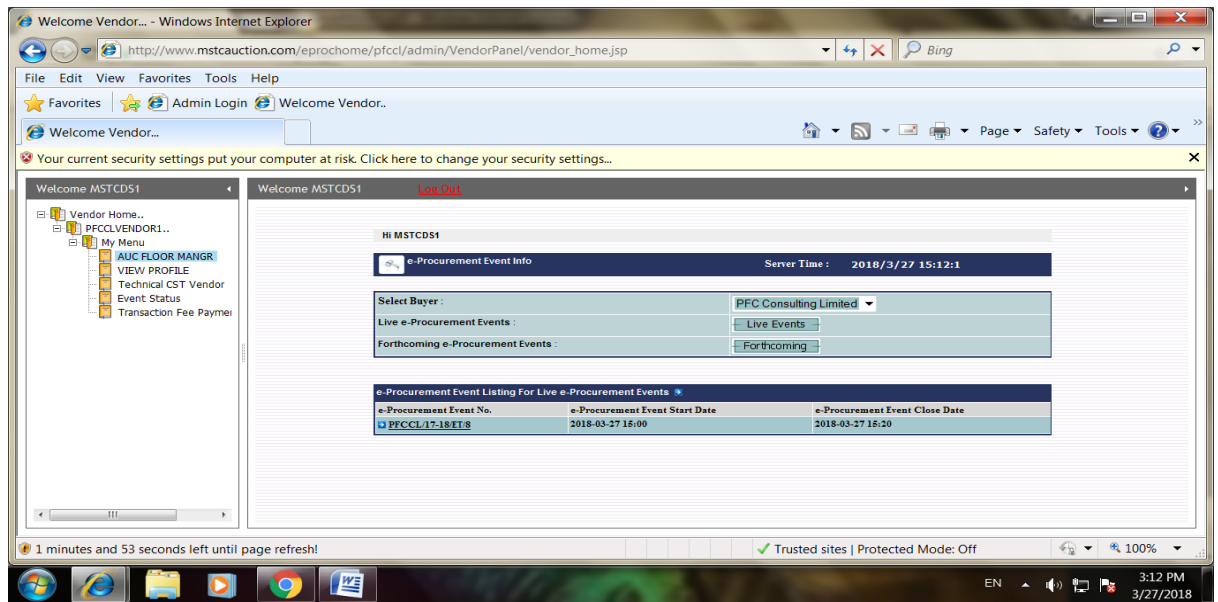 Welcome Vendor... - Windows Internet Explorer
http://www.mstcauction.com/eprochome/pfccl/admin/VendorPanel/vendor_home.jsp
Bing
File Edit View Favorites Tools Help
Favorites Admin Login Welcome Vendor..
Welcome Vendor...
Page Safety Tools
Your current security settings put your computer at risk. Click here to change your security settings...
Welcome MSTCDS1
Welcome MSTCDS1 Log Out
Vendor Home..
PFCCLVENDOR1..
My Menu
AUC FLOOR MANGR
VIEW PROFILE
Technical CST Vendor
Event Status
Transaction Fee Paymei
Hi MSTCDS1
e-Procurement Event Info
Server Time : 2018/3/27 15:12:1
Select Buyer : PFC Consulting Limited
Live e-Procurement Events : Live Events
Forthcoming e-Procurement Events : Forthcoming
e-Procurement Event Listing For Live e-Procurement Events
e-Procurement Event No. e-Procurement Event Start Date e-Procurement Event Close Date
PFCCL/17-18/ET/8 2018-03-27 15:00 2018-03-27 15:20
1 minutes and 53 seconds left until page refresh!
Trusted sites | Protected Mode: Off
100%
EN
3:12 PM
3/27/2018